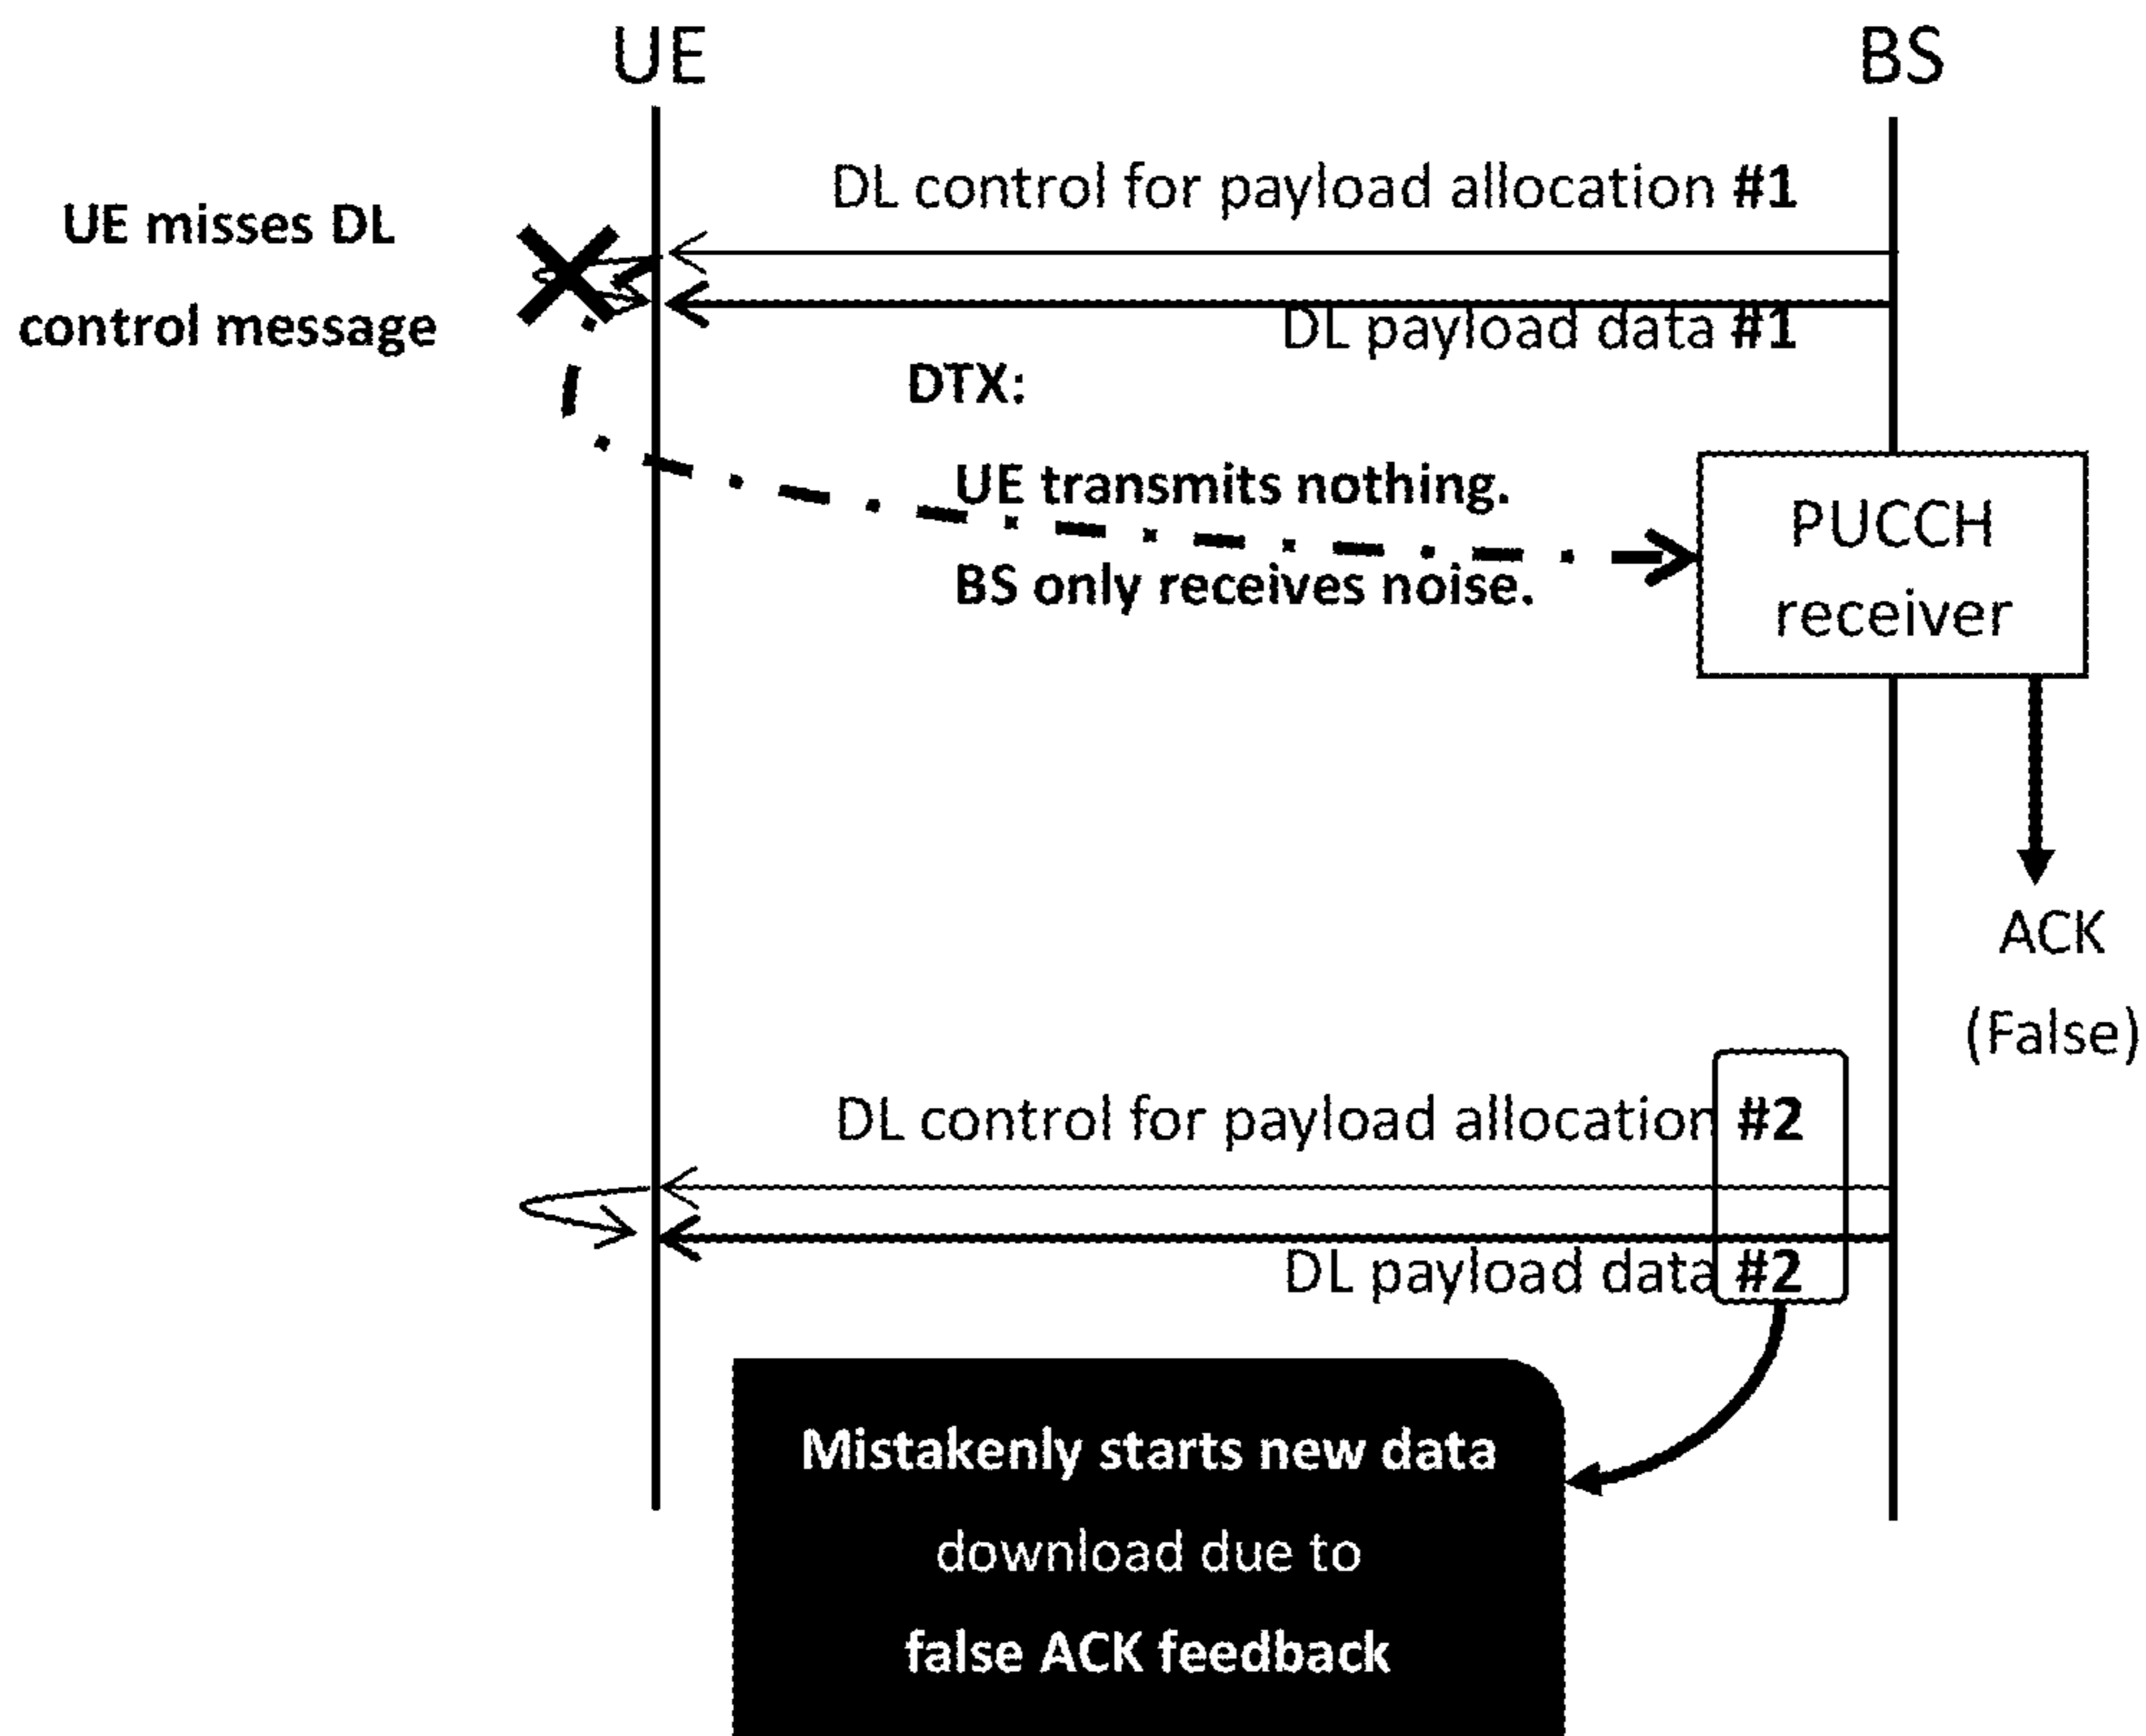 UE
BS
DL control for payload allocation #1
UE misses DL
control message
DL payload data #1
DTX:
UE transmits nothing.
BS only receives noise.
PUCCH
receiver
ACK
(False)
DL control for payload allocation #2
DL payload data #2
Mistakenly starts new data
download due to
false ACK feedback